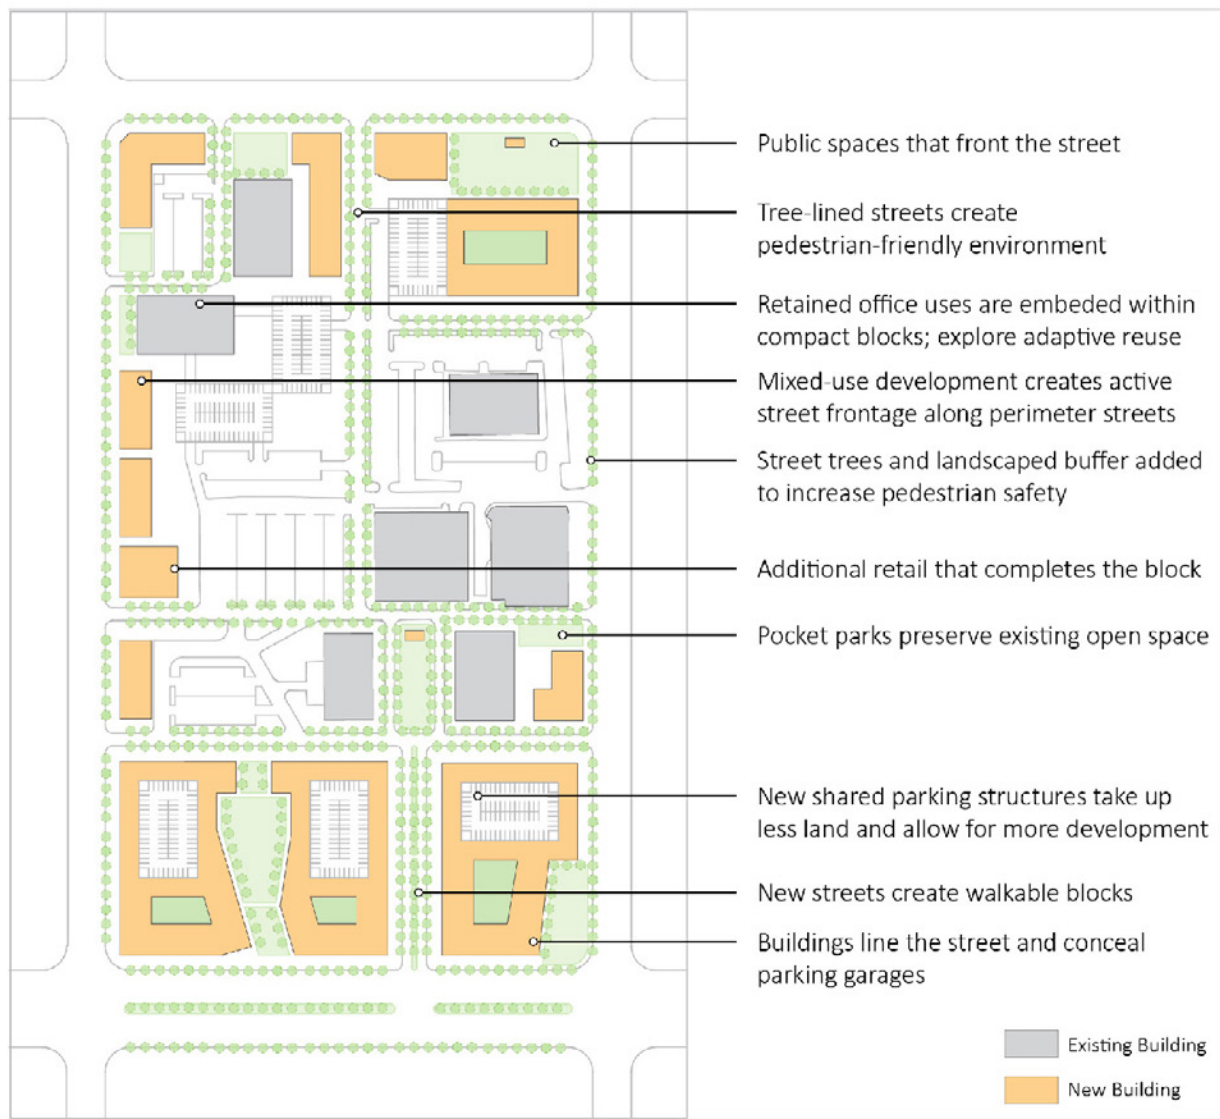 Public spaces that front the street
Tree-lined streets create
pedestrian-friendly environment
Retained office uses are embeded within
compact blocks; explore adaptive reuse
Mixed-use development creates active
street frontage along perimeter streets
Street trees and landscaped buffer added
to increase pedestrian safety
Additional retail that completes the block
Pocket parks preserve existing open space
New shared parking structures take up
less land and allow for more development
New streets create walkable blocks
Buildings line the street and conceal
parking garages
Existing Building
New Building